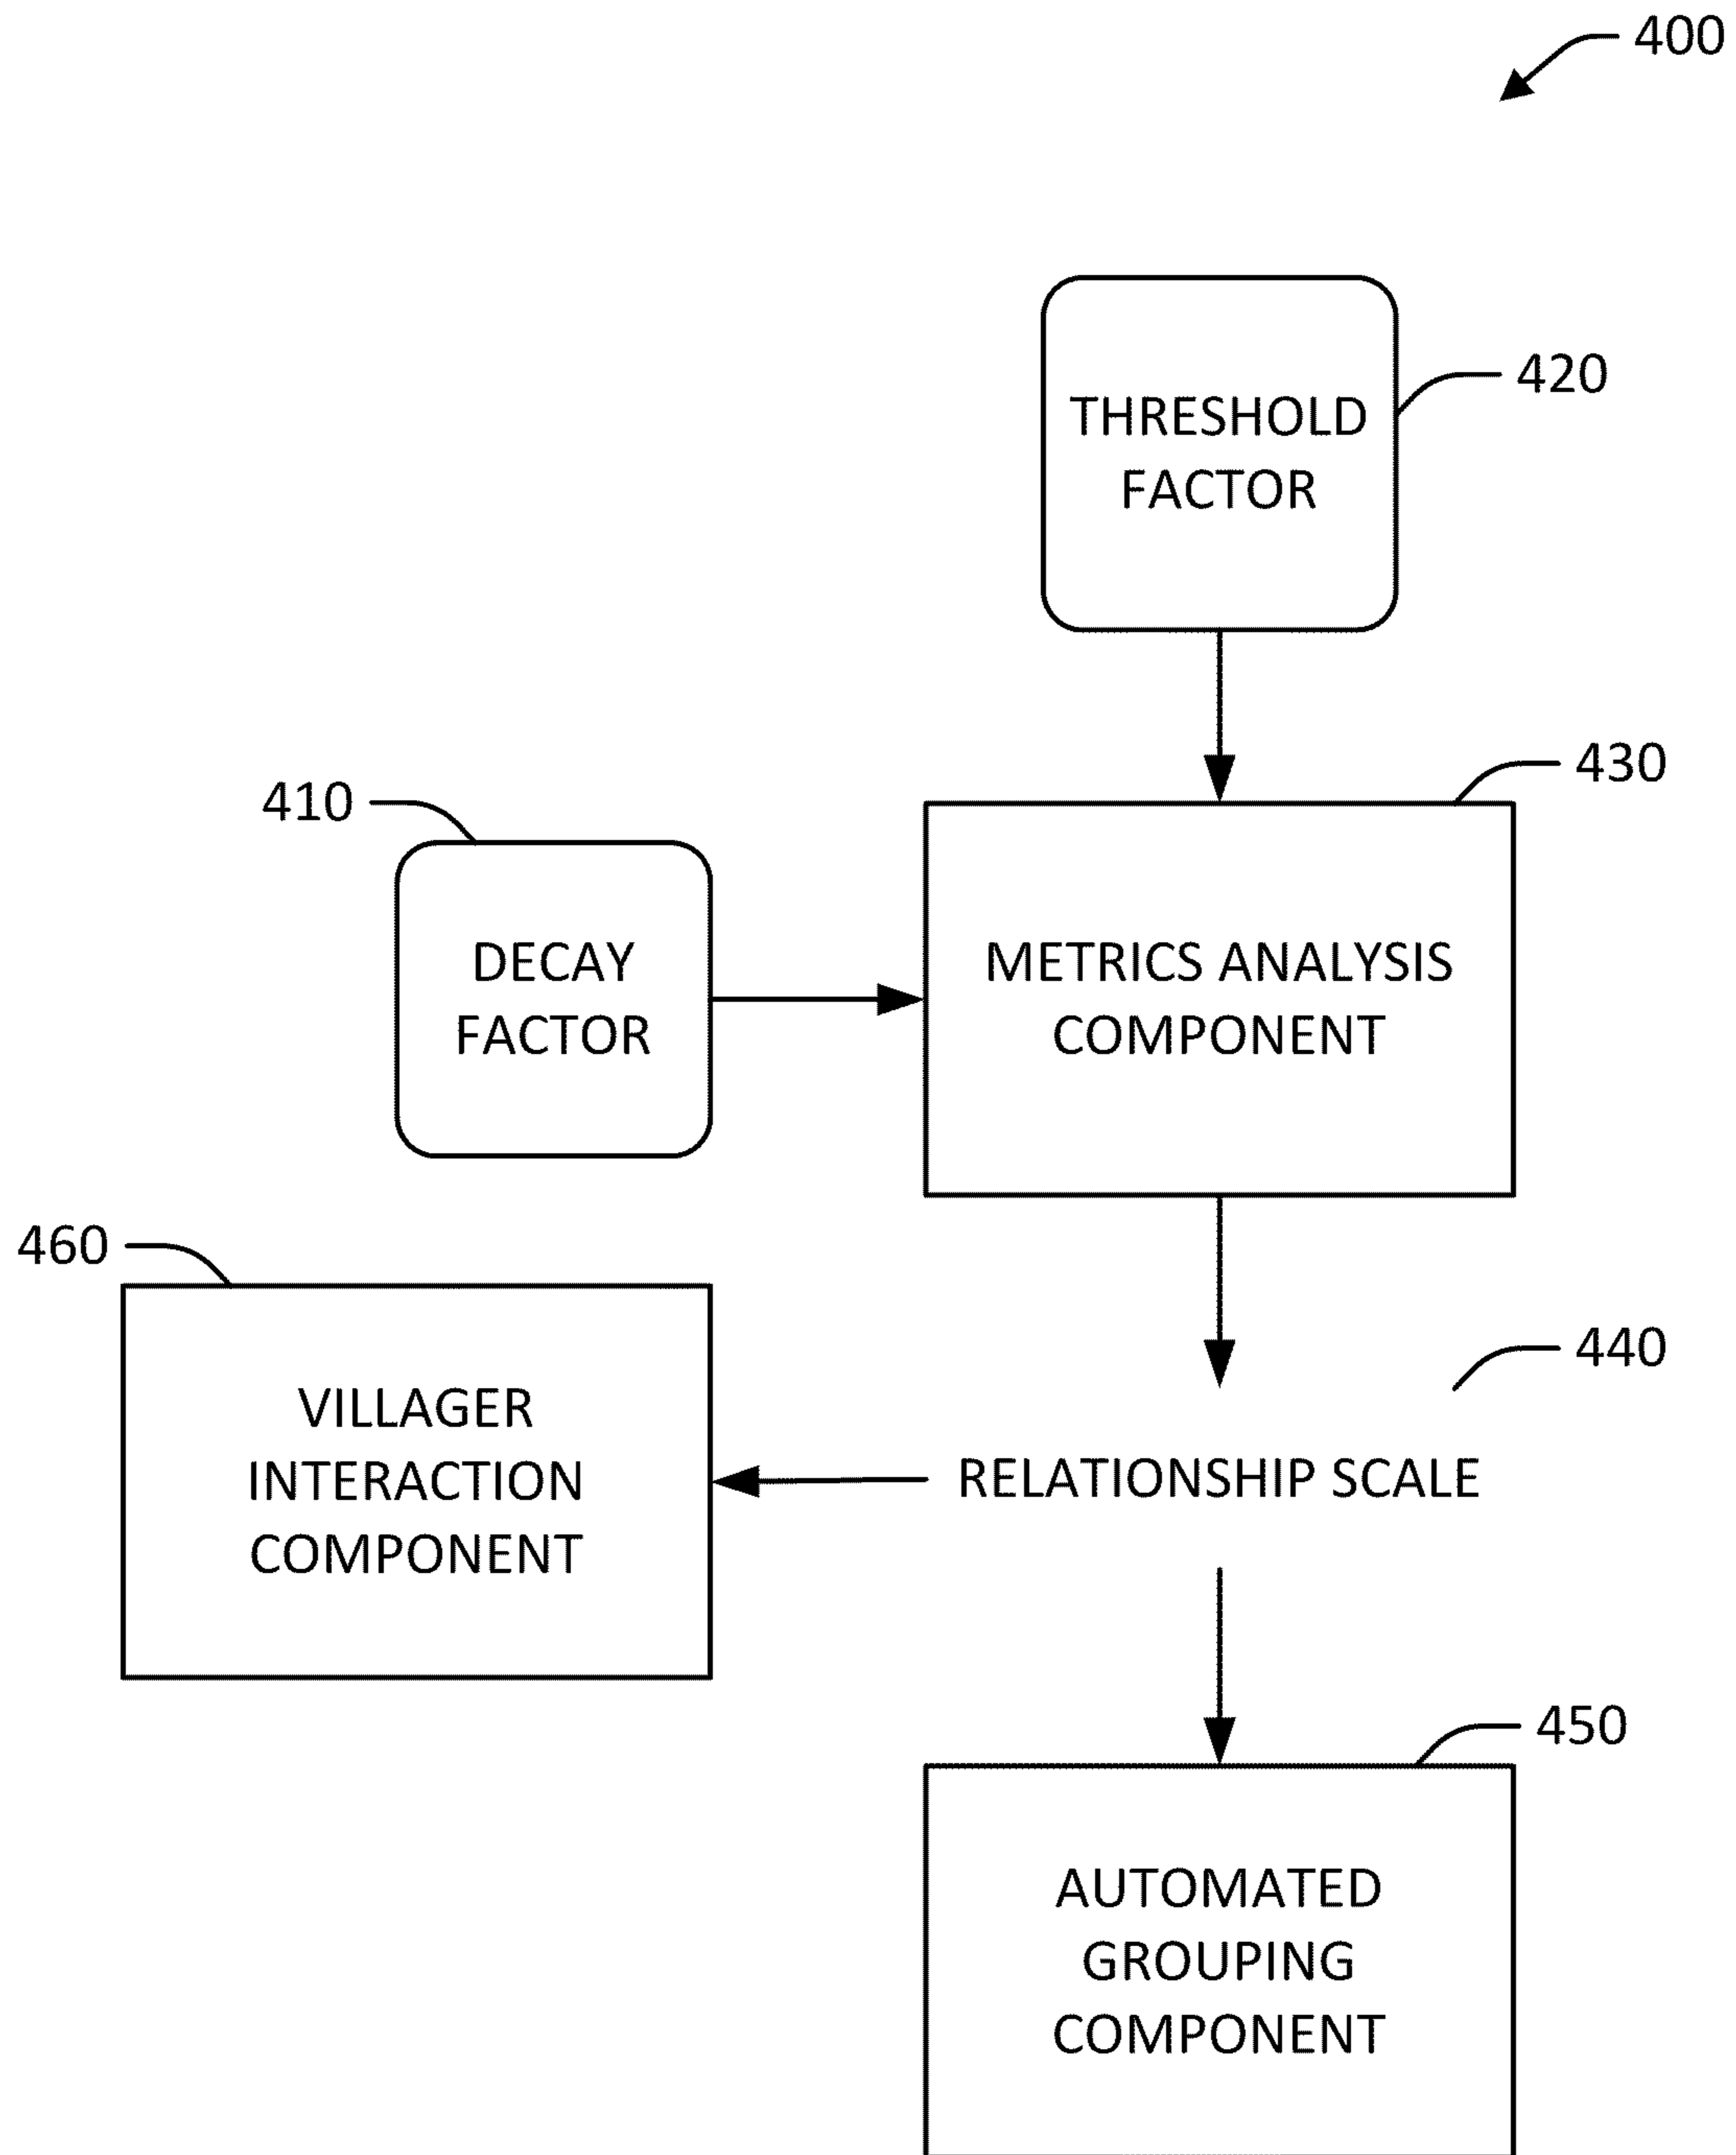 400
THRESHOLD
FACTOR
420
430
410
DECAY
FACTOR
METRICS ANALYSIS
COMPONENT
460
440
VILLAGER
INTERACTION
COMPONENT
RELATIONSHIP SCALE
450
AUTOMATED
GROUPING
COMPONENT